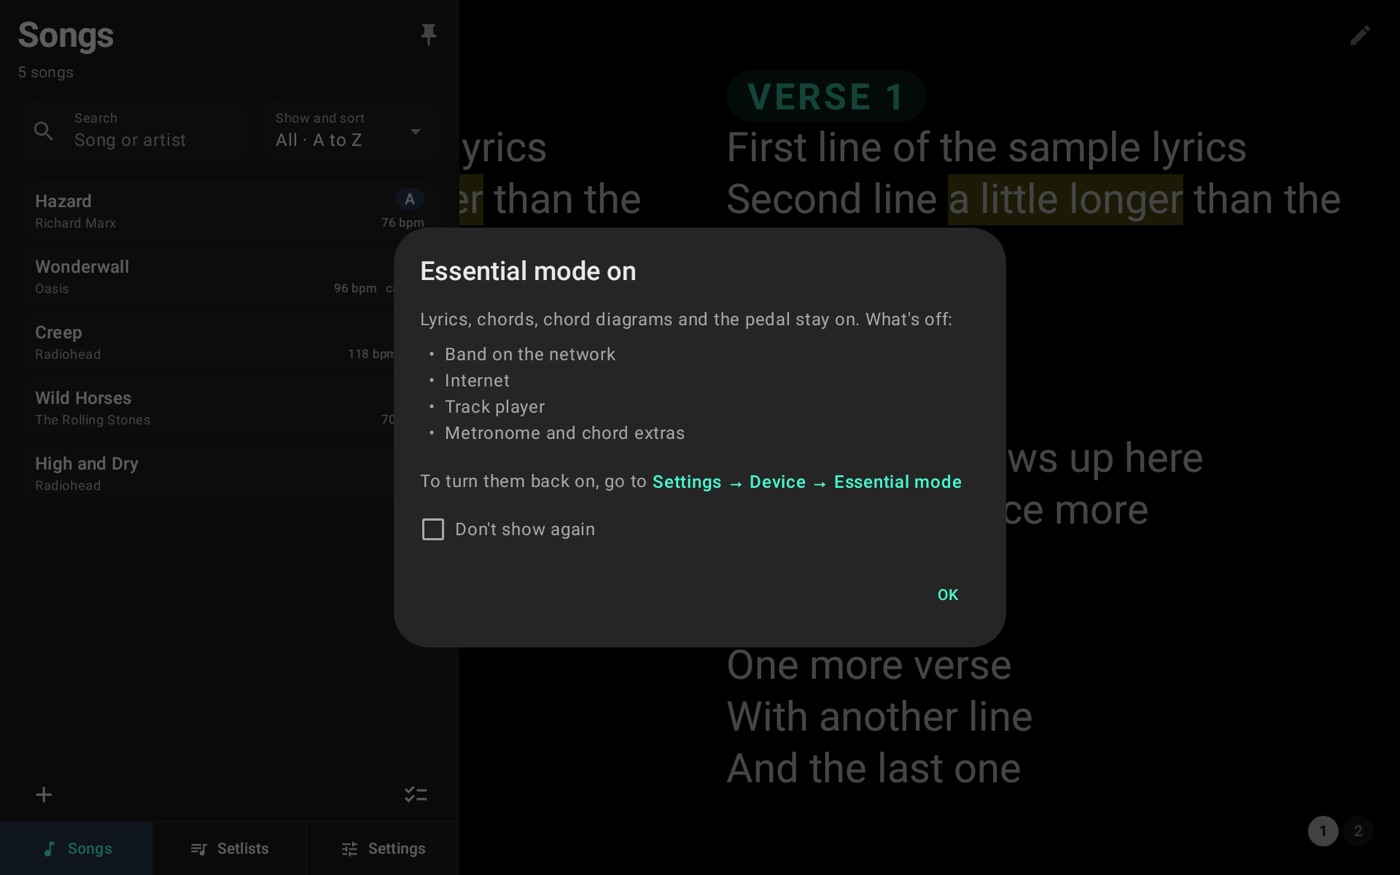 Songs
5 songs
Search
Song or artist
Show and sort
All · A to Z
Hazard
A
Richard Marx
76 bpm
Wonderwall
Oasis
96 bpm
Creep
Radiohead
118 bpm
Wild Horses
The Rolling Stones
70
High and Dry
Radiohead
Songs
Setlists
Settings
yrics
er than the
VERSE 1
First line of the sample lyrics
Second line a little longer than the
ws up here
ce more
One more verse
With another line
And the last one
1
2
Essential mode on
Lyrics, chords, chord diagrams and the pedal stay on. What's off:
• Band on the network
• Internet
• Track player
• Metronome and chord extras
To turn them back on, go to Settings → Device → Essential mode
Don't show again
OK